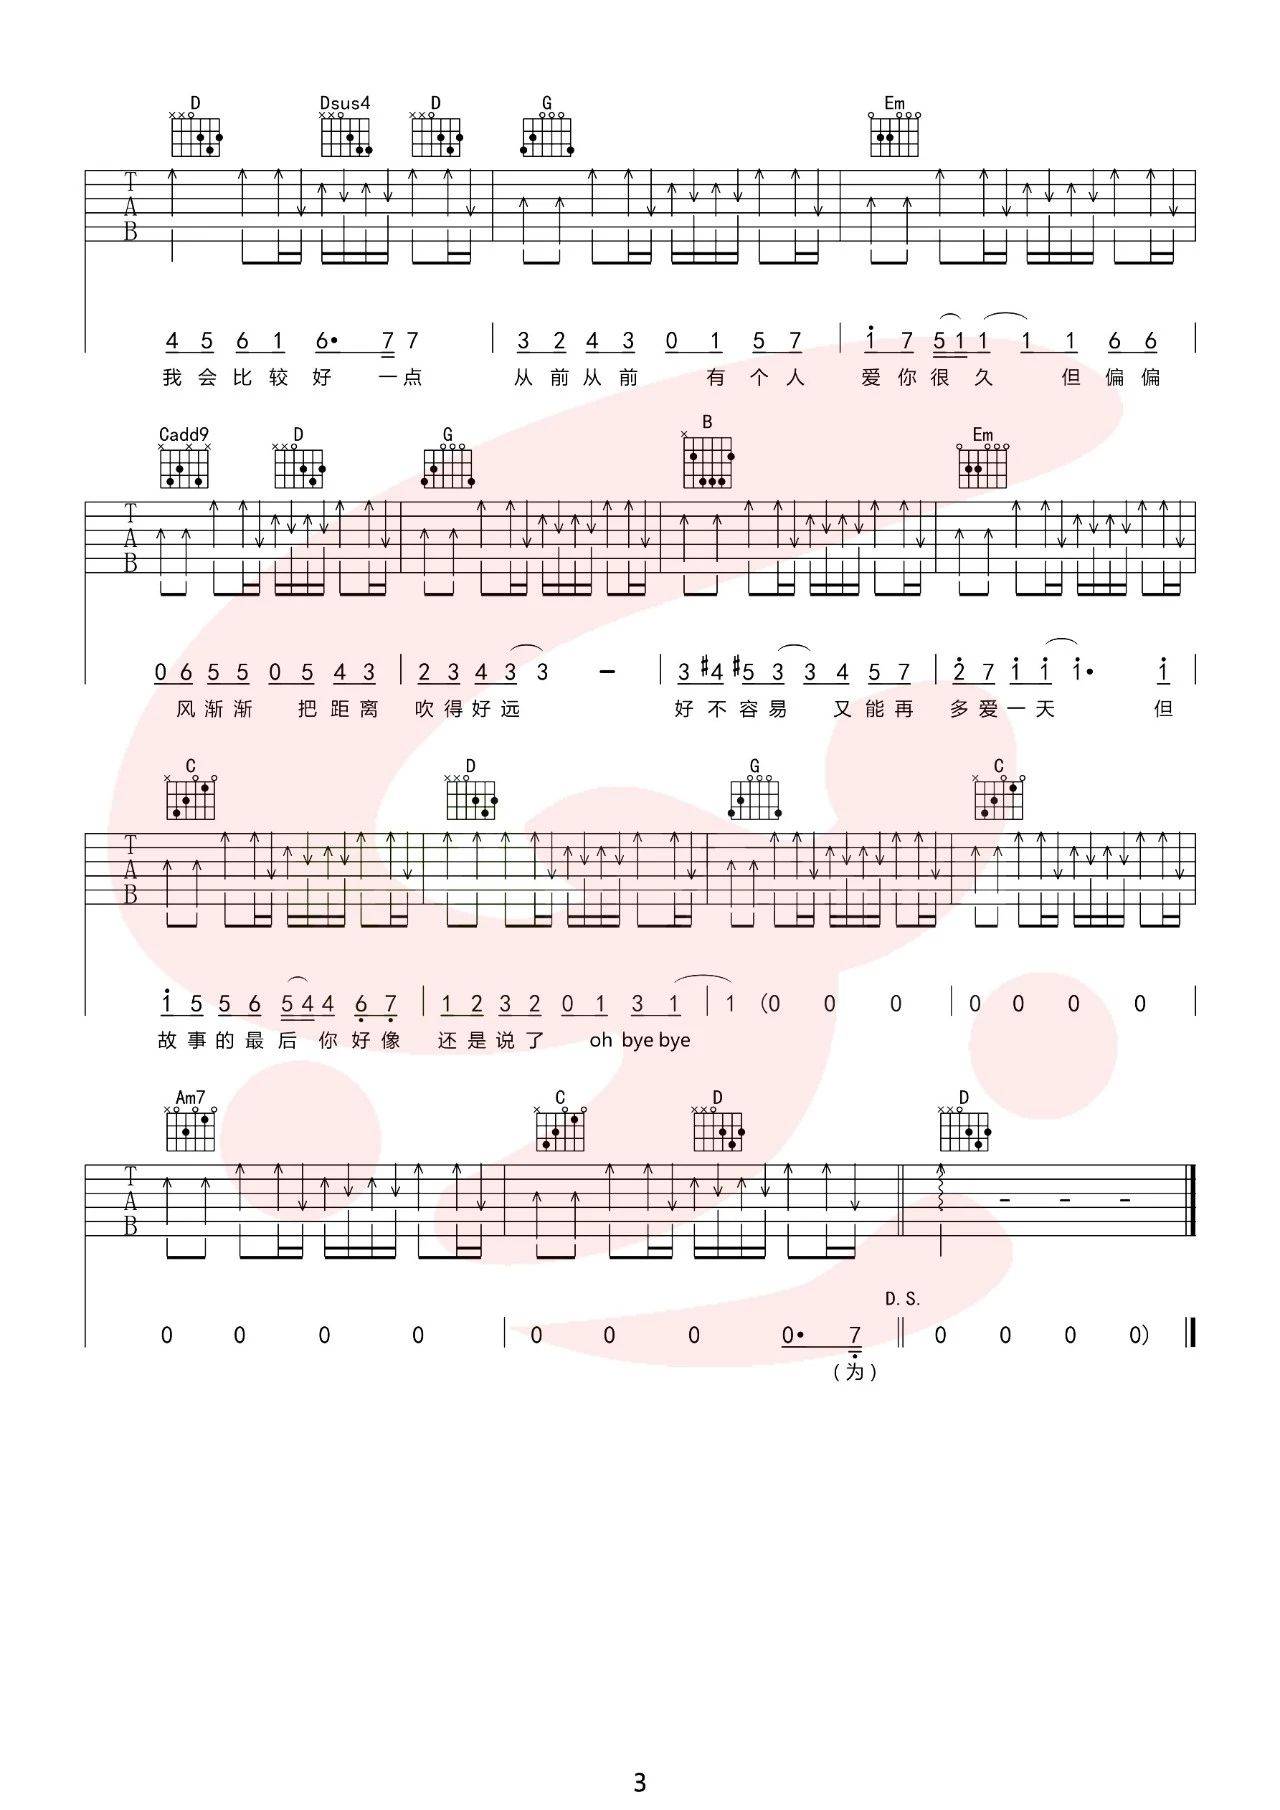 D Dsus4 D G Em
T
A
B
4 5 6 1 6· 7 7 3 2 4 3 0 1 5 7 1 7 5 1 1 1 1 6 6
我会比较好 一点 从前从前 有个人 爱你很久 但偏偏
Cadd9 D G B Em
T
A
B
0 6 5 5 0 5 4 3 2 3 4 3 3 - 3 #4 #5 3 3 4 5 7 2 7 1 1 1· 1
风渐渐 把距离 吹得好远 好不容易 又能再 多爱一天 但
C D G C
T
A
B
1 5 5 6 5 4 4 6 7 1 2 3 2 0 1 3 1 1 (0 0 0 0 0 0 0
故事的最后 你好像 还是说了 oh bye bye
Am7 C D D
T
A
B
D.S.
0 0 0 0 0 0 0 0· 7 0 0 0 0)
(为)
3